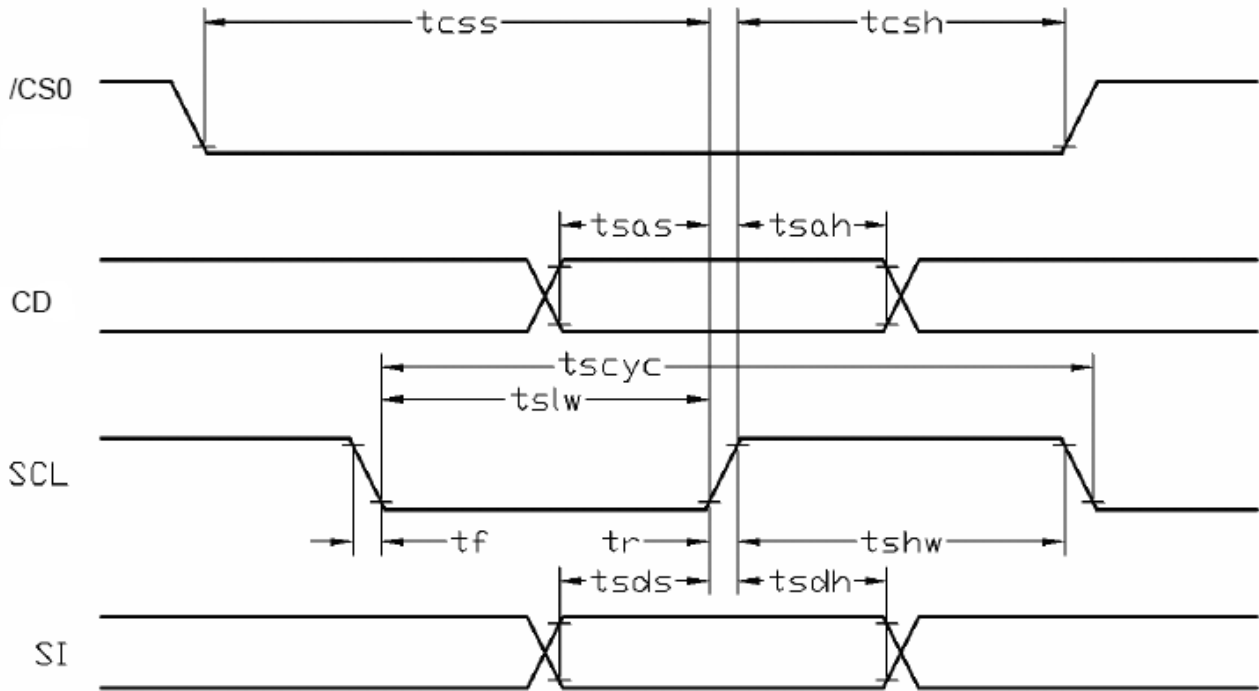 tcss tcsh
/CS0
tsas tsah
CD
tscyc
tslw
SCL
tf tr tshw
tsds tsdh
SI